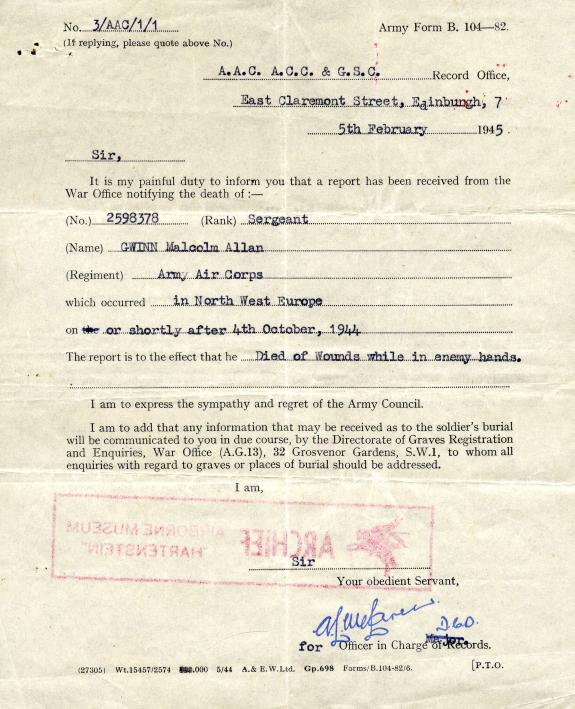 No. 3/AAC/1/1 Army Form B. 104—82.
(If replying, please quote above No.)
A.A.C. A.C.C. & G.S.C. Record Office,
East Claremont Street, Edinburgh, 7
5th February 1945.
Sir,
It is my painful duty to inform you that a report has been received from the
War Office notifying the death of :—
(No.) 2598378 (Rank) Sergeant
(Name) GWINN Malcolm Allan
(Regiment) Army Air Corps
which occurred in North West Europe
on the or shortly after 4th October, 1944
The report is to the effect that he Died of Wounds while in enemy hands.
I am to express the sympathy and regret of the Army Council.
I am to add that any information that may be received as to the soldier's burial
will be communicated to you in due course, by the Directorate of Graves Registration
and Enquiries, War Office (A.G.13), 32 Grosvenor Gardens, S.W.1, to whom all
enquiries with regard to graves or places of burial should be addressed.
I am,
AIRBORNE MUSEUM
"HARTENSTEIN"
ARCHIEF
Sir
Your obedient Servant,
Major.
for Officer in Charge of Records.
(27305) Wt.15457/2574 .000 5/44 A.& E.W.Ltd. Gp.698 Forms/B.104-82/6. [P.T.O.